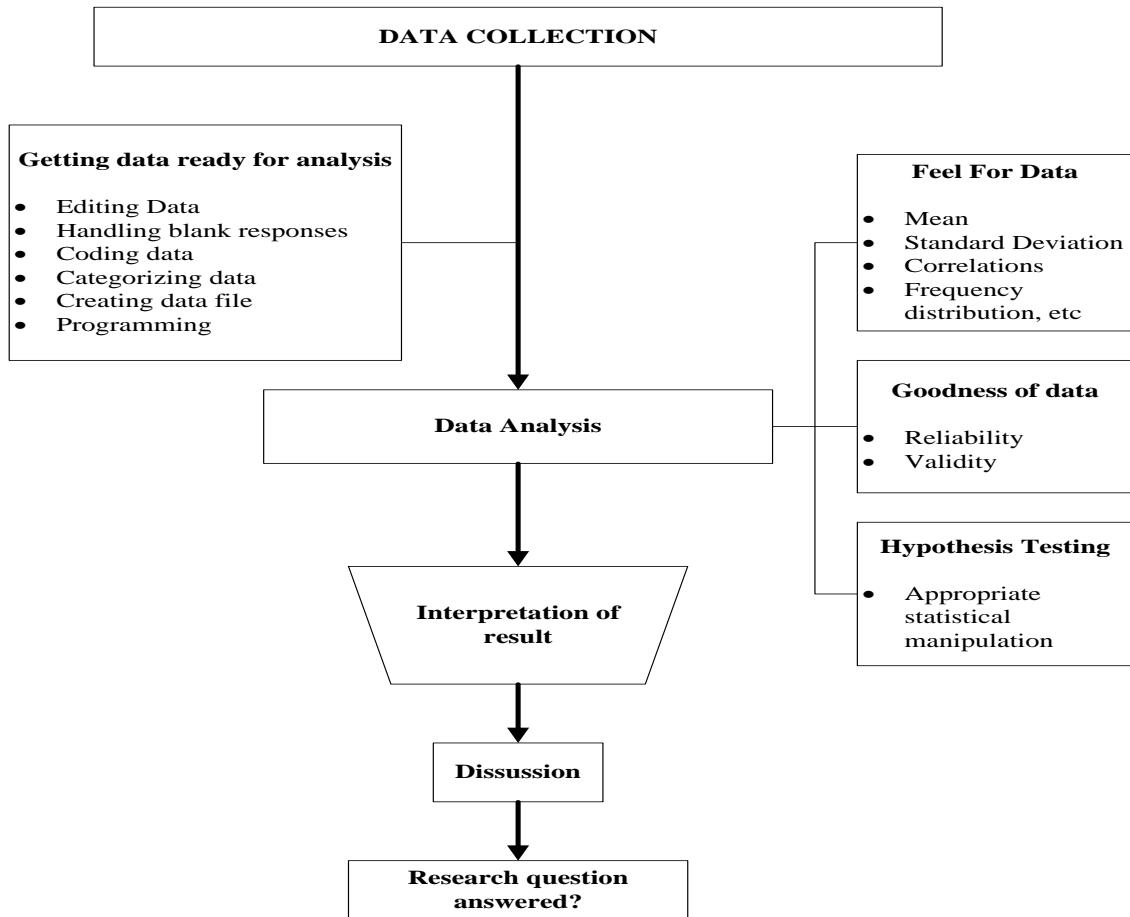 DATA COLLECTION
Getting data ready for analysis
• Editing Data
• Handling blank responses
• Coding data
• Categorizing data
• Creating data file
• Programming
Feel For Data
• Mean
• Standard Deviation
• Correlations
• Frequency
distribution, etc
Data Analysis
Goodness of data
• Reliability
• Validity
Hypothesis Testing
• Appropriate
statistical
manipulation
Interpretation of
result
Dissussion
Research question
answered?